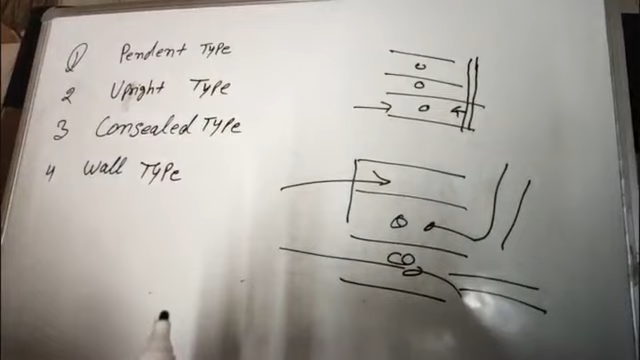 1 Pendent Type
2 Upright Type
3 Consealed Type
4 Wall Type